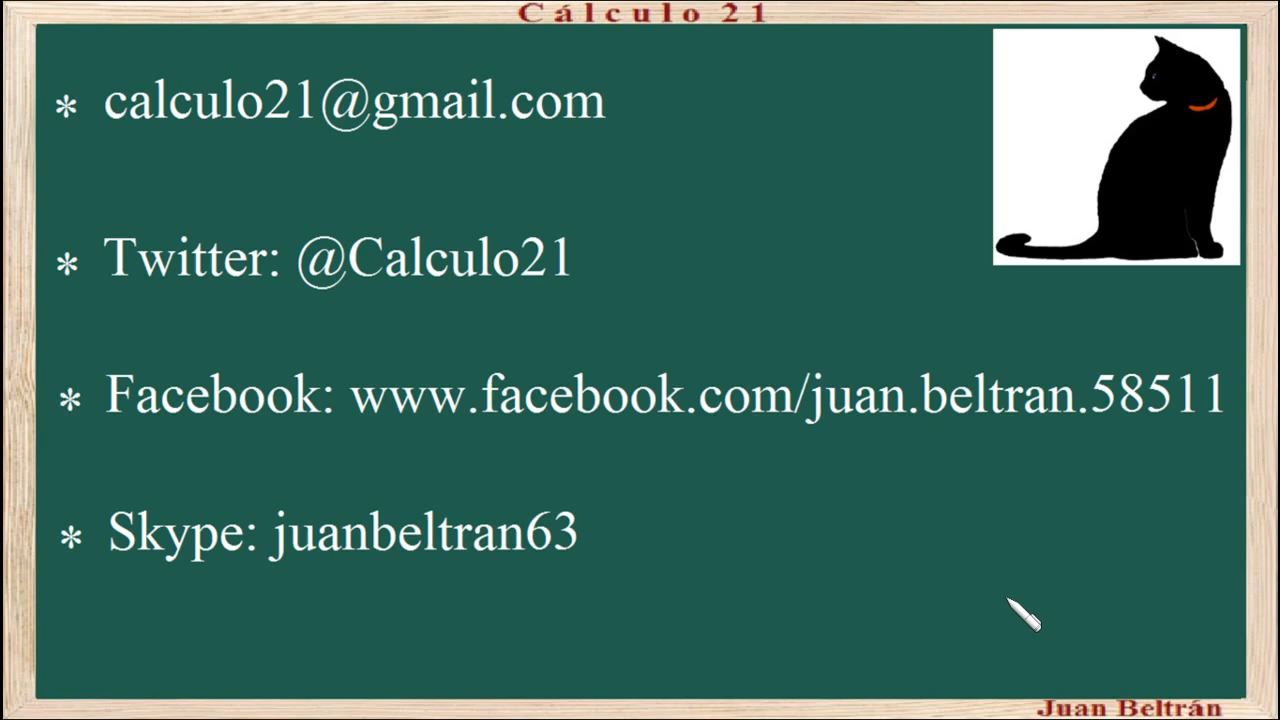 Cálculo 21
* calculo21@gmail.com
* Twitter: @Calculo21
* Facebook: www.facebook.com/juan.beltran.58511
* Skype: juanbeltran63
Juan Beltrán